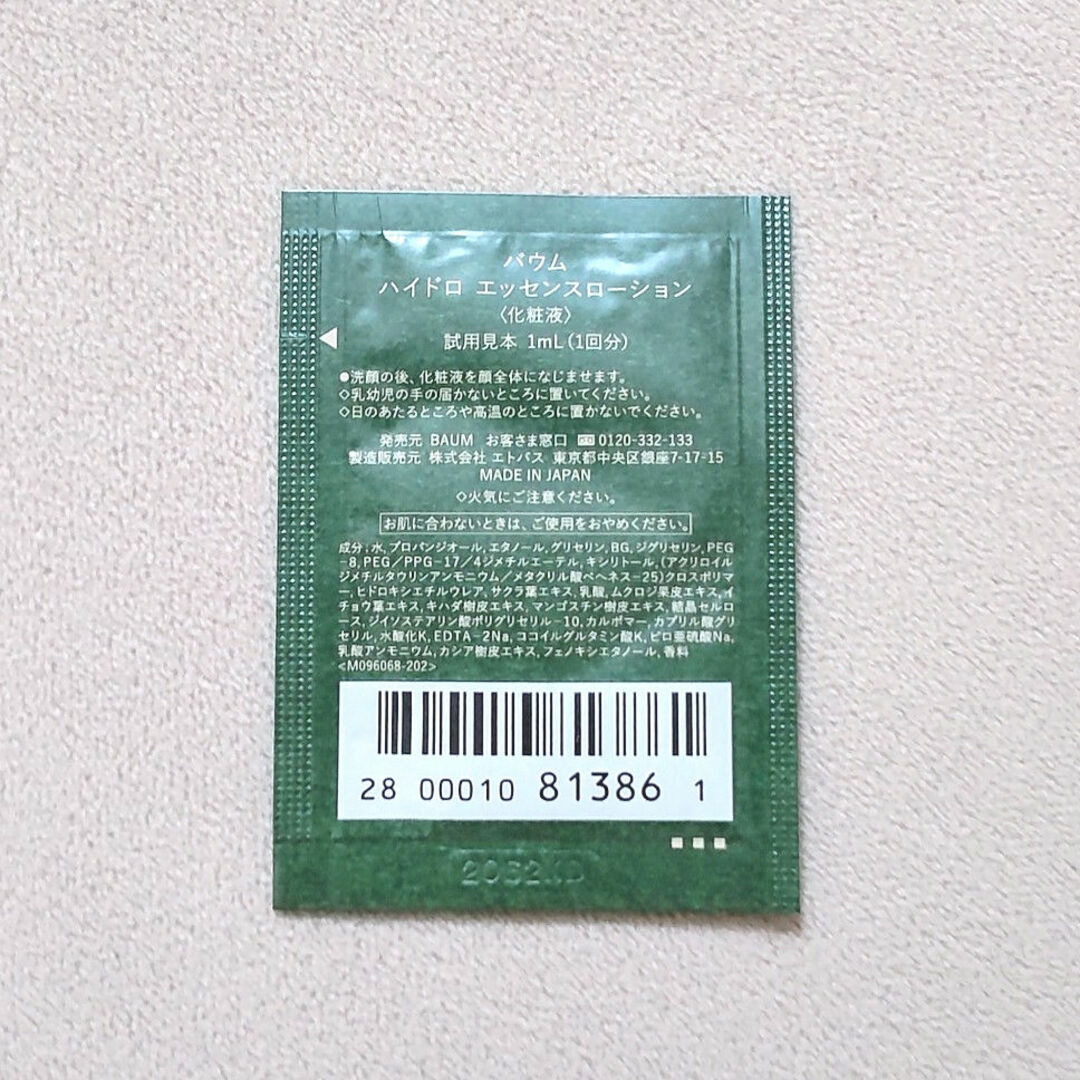 バウム
ハイドロ エッセンスローション
〈化粧液〉
試用見本 1mL(1回分)
●洗顔の後、化粧液を顔全体になじませます。
◇乳幼児の手の届かないところに置いてください。
◇日のあたるところや高温のところに置かないでください。
発売元 BAUM お客さま窓口 0120-332-133
製造販売元 株式会社 エトバス 東京都中央区銀座7-17-15
MADE IN JAPAN
◇火気にご注意ください。
お肌に合わないときは、ご使用をおやめください。
成分:水,プロパンジオール,エタノール,グリセリン,BG,ジグリセリン,PEG
-8,PEG/PPG-17/4ジメチルエーテル,キシリトール,(アクリロイル
ジメチルタウリンアンモニウム/メタクリル酸ベヘネス-25)クロスポリマ
ー,ヒドロキシエチルウレア,サクラ葉エキス,乳酸,ムクロジ果皮エキス,イ
チョウ葉エキス,キハダ樹皮エキス,マンゴスチン樹皮エキス,結晶セルロ
ース,ジイソステアリン酸ポリグリセリル-10,カルボマー,カプリル酸グリ
セリル,水酸化K,EDTA-2Na,ココイルグルタミン酸K,ピロ亜硫酸Na,
乳酸アンモニウム,カシア樹皮エキス,フェノキシエタノール,香料
<M096068-202>
28 00010 81386 1